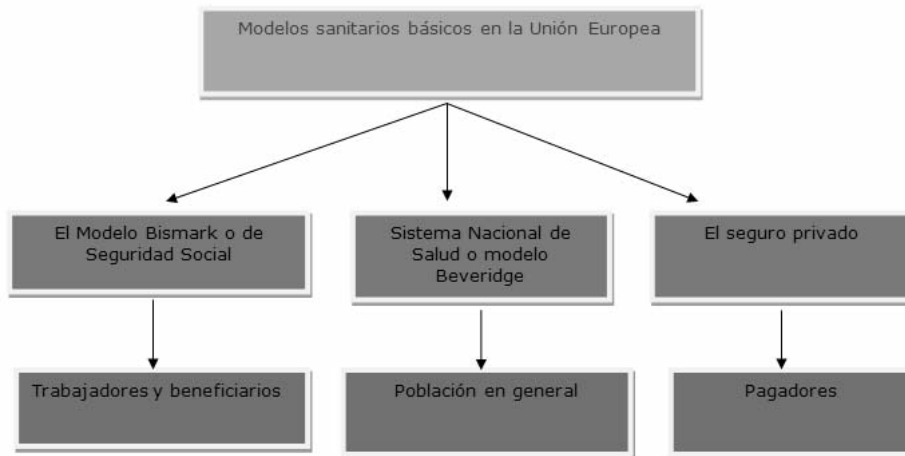 Modelos sanitarios básicos en la Unión Europea
El Modelo Bismark o de
Seguridad Social
Sistema Nacional de
Salud o modelo
Beveridge
El seguro privado
Trabajadores y beneficiarios
Población en general
Pagadores